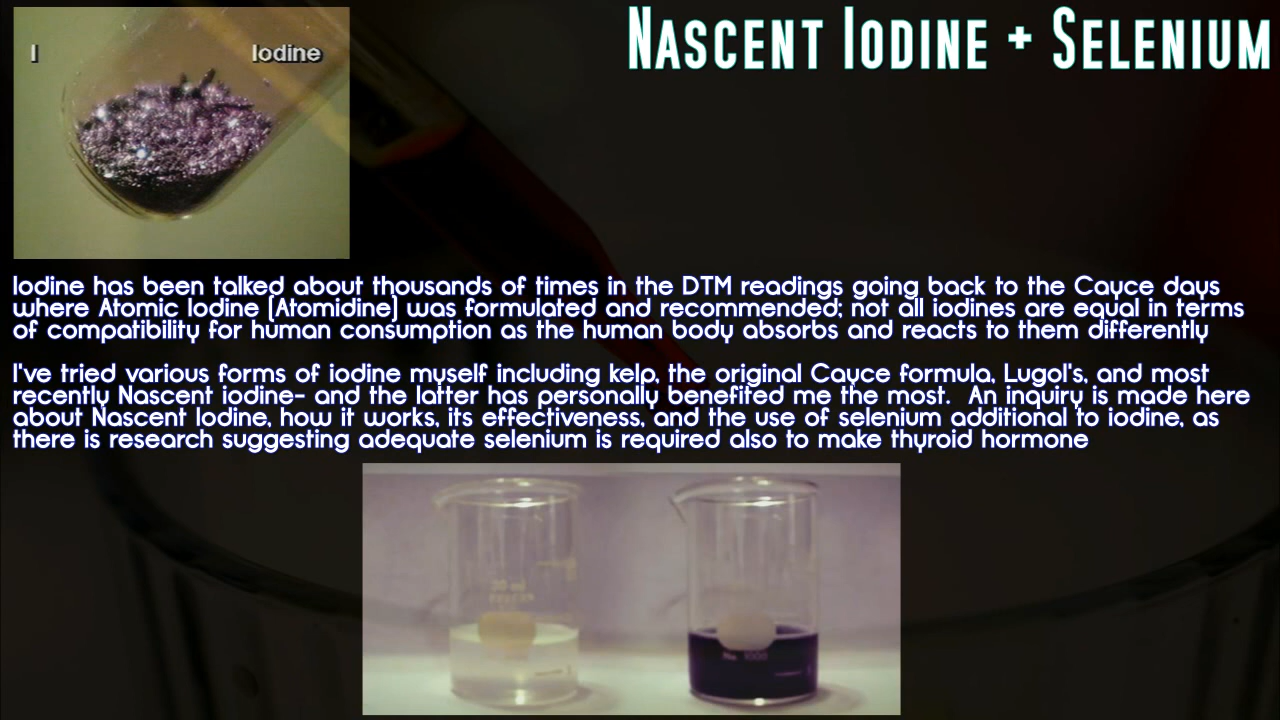 I
Iodine
Nascent Iodine + Selenium
Iodine has been talked about thousands of times in the DTM readings going back to the Cayce days
where Atomic Iodine (Atomidine) was formulated and recommended; not all iodines are equal in terms
of compatibility for human consumption as the human body absorbs and reacts to them differently
I've tried various forms of iodine myself including kelp, the original Cayce formula, Lugol's, and most
recently Nascent iodine- and the latter has personally benefited me the most.  An inquiry is made here
about Nascent Iodine, how it works, its effectiveness, and the use of selenium additional to iodine, as
there is research suggesting adequate selenium is required also to make thyroid hormone
No. 1000